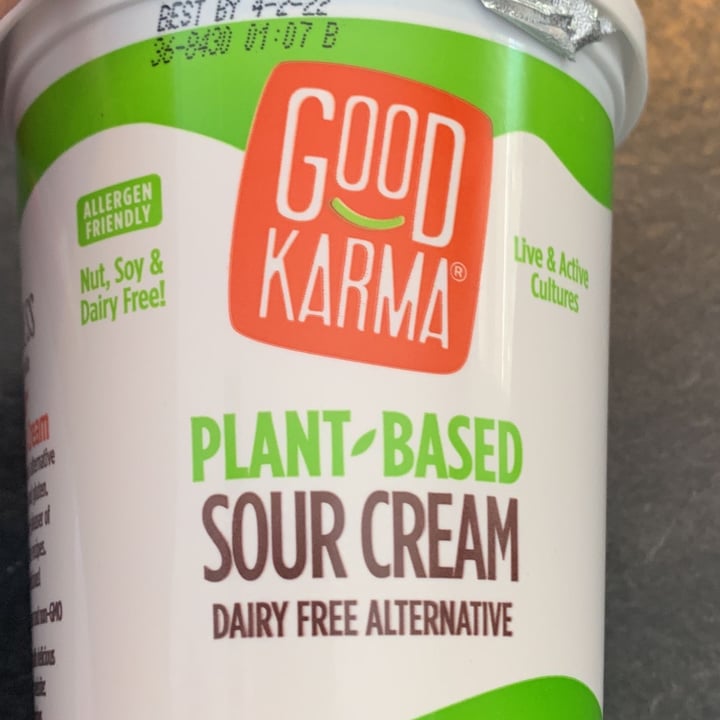 BEST BY 4-2-22
36-8430 01:07 B
GOOD
KARMA®
ALLERGEN
FRIENDLY
Nut, Soy &
Dairy Free!
Live & Active
Cultures
PLANT-BASED
SOUR CREAM
DAIRY FREE ALTERNATIVE